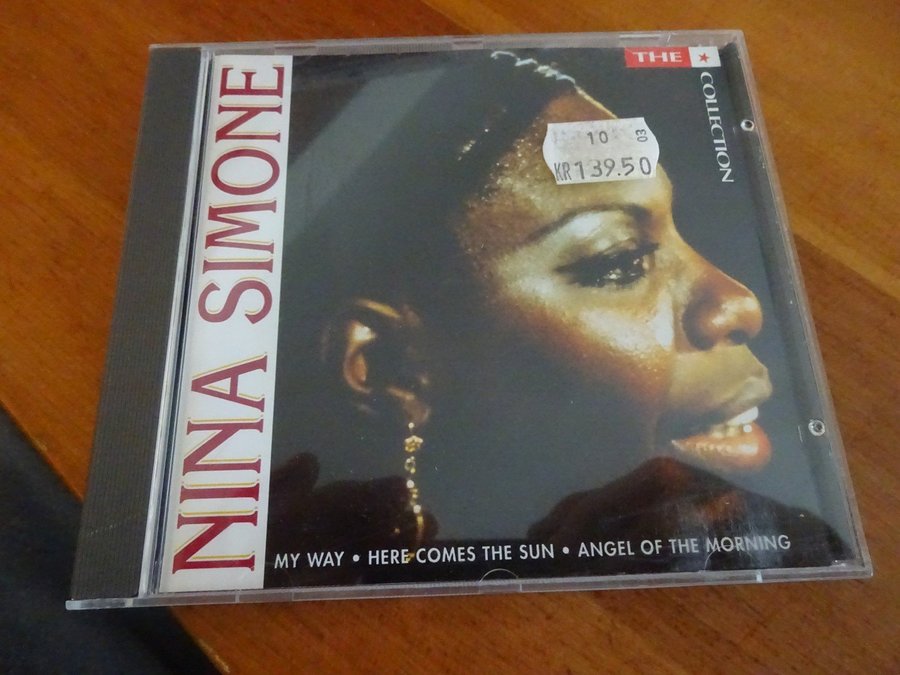 NINA SIMONE
THE
COLLECTION
10 03
KR 139.50
MY WAY • HERE COMES THE SUN • ANGEL OF THE MORNING